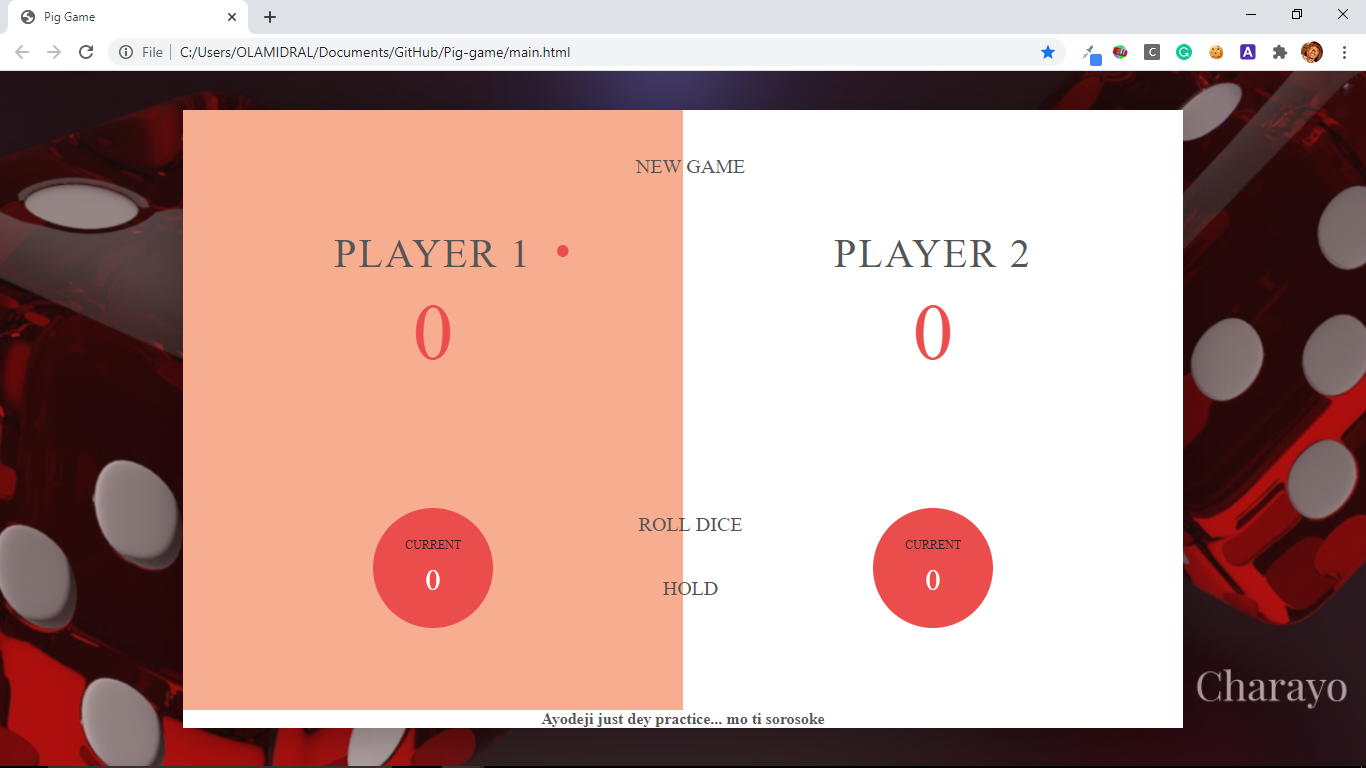 Pig Game
File
C:/Users/OLAMIDRAL/Documents/GitHub/Pig-game/main.html
C
G
A
NEW GAME
PLAYER 1
PLAYER 2
0
0
ROLL DICE
CURRENT
CURRENT
0
0
HOLD
Charayo
Ayodeji just dey practice... mo ti sorosoke